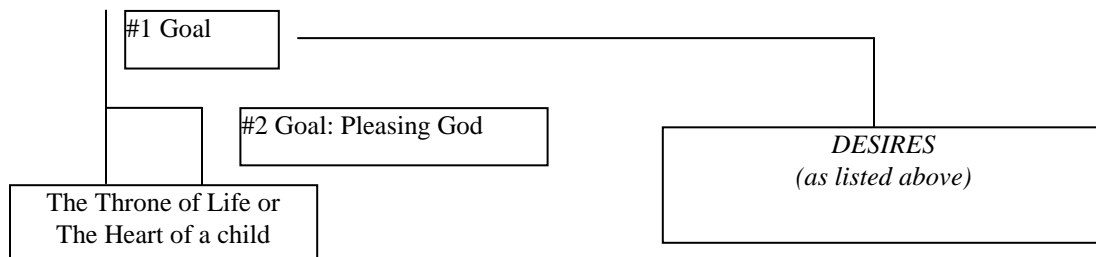 #1 Goal
#2 Goal: Pleasing God
DESIRES
(as listed above)
The Throne of Life or
The Heart of a child